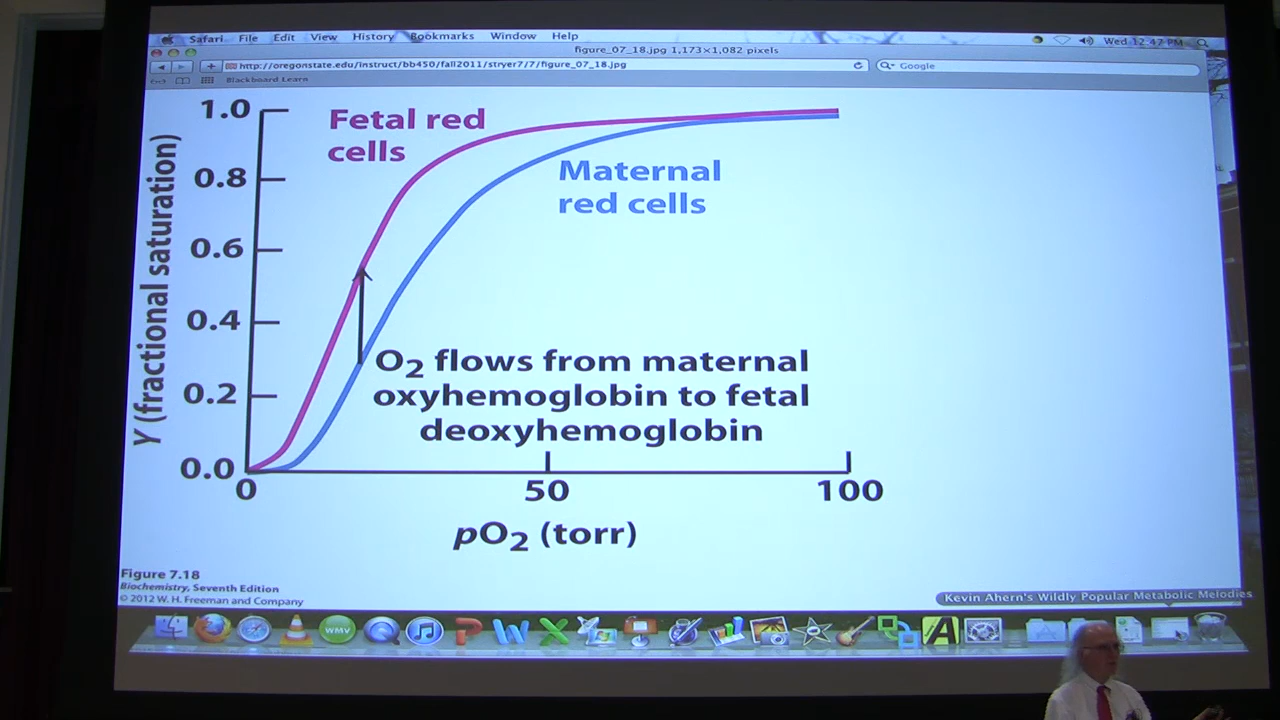 Safari File Edit View History Bookmarks Window Help Wed 12:47 PM
figure_07_18.jpg 1,173×1,082 pixels
http://oregonstate.edu/instruct/bb450/fall2011/stryer7/7/figure_07_18.jpg
Google
Blackboard Learn
Fetal red
cells
Maternal
red cells
Y (fractional saturation)
1.0
0.8
0.6
0.4
0.2
0.0
O2 flows from maternal
oxyhemoglobin to fetal
deoxyhemoglobin
0 50 100
pO2 (torr)
Figure 7.18
Biochemistry, Seventh Edition
© 2012 W. H. Freeman and Company
Kevin Ahern's Wildly Popular Metabolic Melodies
WMV